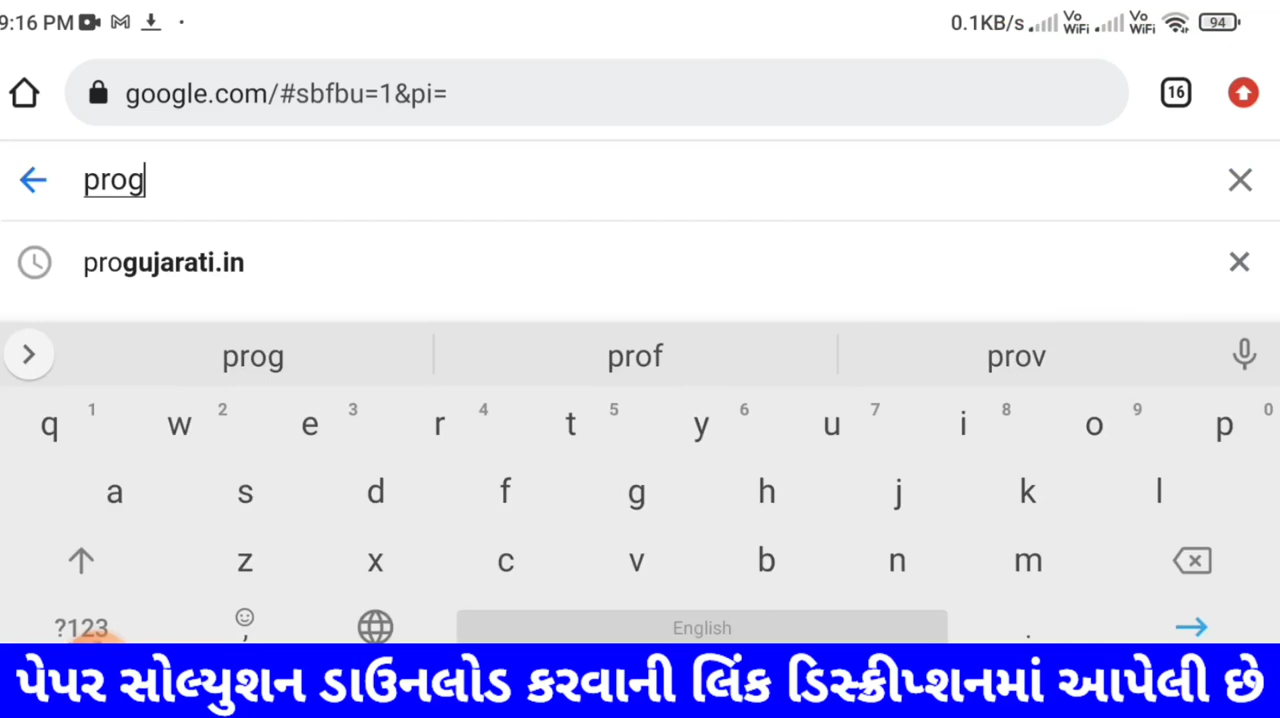 9:16 PM
0.1KB/s Vo WiFi Vo WiFi 94
google.com/#sbfbu=1&pi=
16
prog
progujarati.in
prog prof prov
q 1 w 2 e 3 r 4 t 5 y 6 u 7 i 8 o 9 p 0
a s d f g h j k l
z x c v b n m
?123 , English .
પેપર સોલ્યુશન ડાઉનલોડ કરવાની લિંક ડિસ્ક્રીપ્શનમાં આપેલી છે